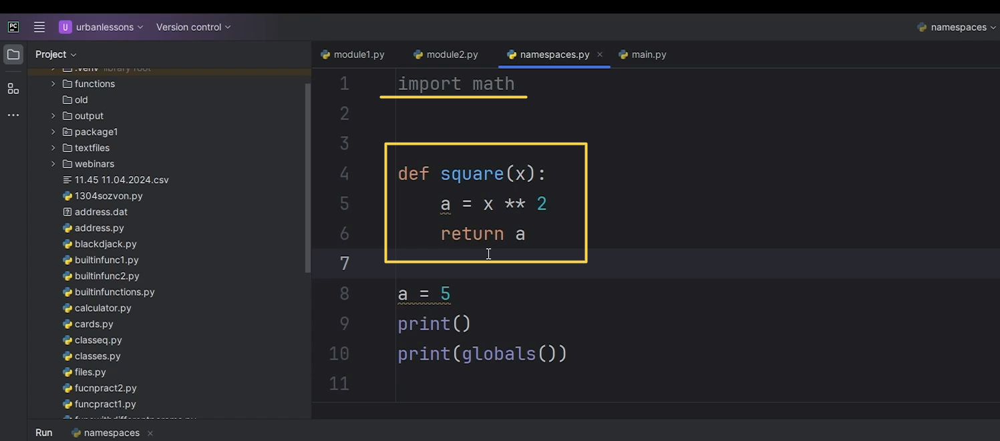 PC U urbanlessons Version control namespaces
Project module1.py module2.py namespaces.py main.py
.venv library root
functions
old
output
package1
textfiles
webinars
11.45 11.04.2024.csv
1304sozvon.py
address.dat
address.py
blackdjack.py
builtinfunc1.py
builtinfunc2.py
builtinfunctions.py
calculator.py
cards.py
classeq.py
classes.py
files.py
fucnpract2.py
funcpract1.py
1 import math
2
3
4 def square(x):
5 a = x ** 2
6 return a
7
8 a = 5
9 print()
10 print(globals())
11
Run namespaces